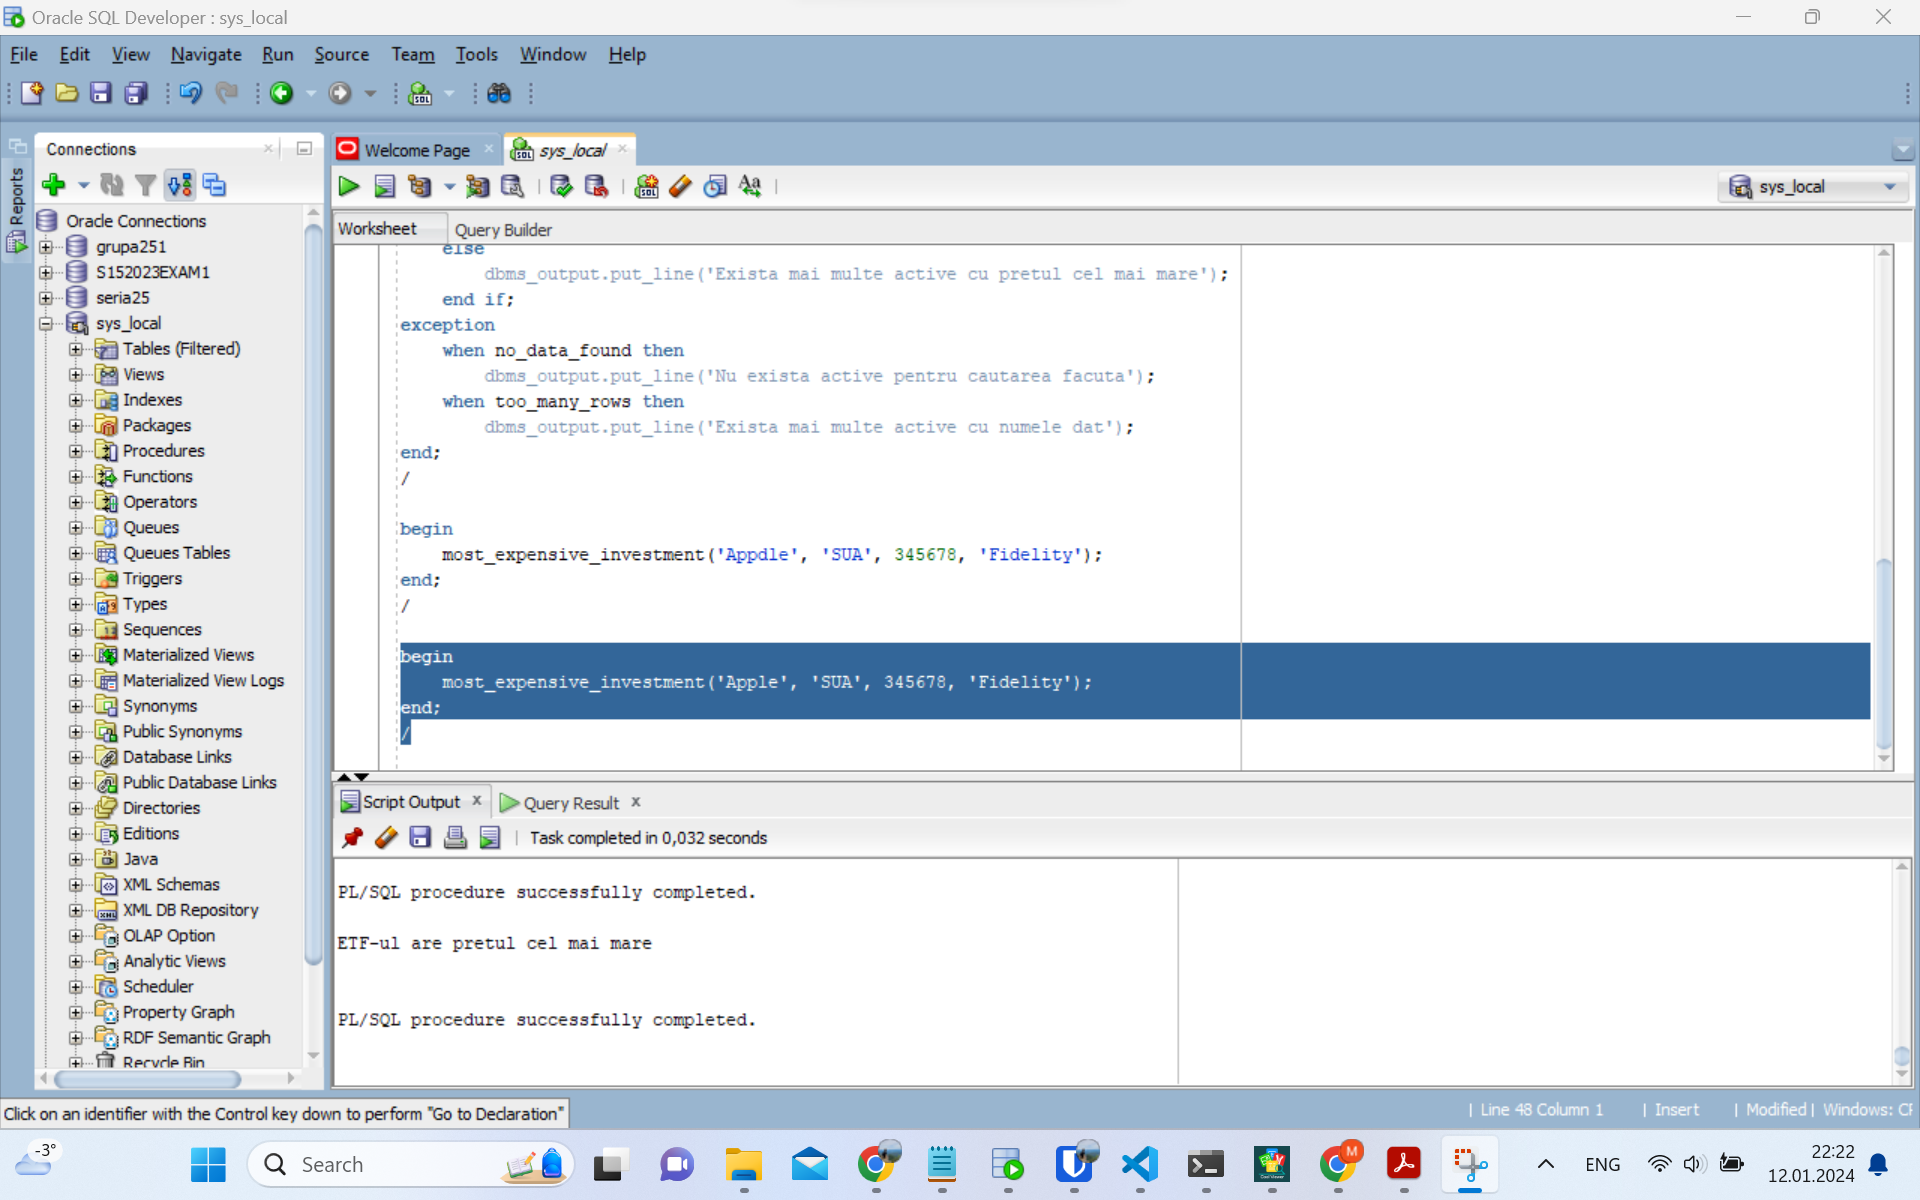 Oracle SQL Developer : sys_local
File Edit View Navigate Run Source Team Tools Window Help
Reports
Connections
Oracle Connections
grupa251
S152023EXAM1
seria25
sys_local
Tables (Filtered)
Views
Indexes
Packages
Procedures
Functions
Operators
Queues
Queues Tables
Triggers
Types
Sequences
Materialized Views
Materialized View Logs
Synonyms
Public Synonyms
Database Links
Public Database Links
Directories
Editions
Java
XML Schemas
XML DB Repository
OLAP Option
Analytic Views
Scheduler
Property Graph
RDF Semantic Graph
Recycle Bin
Welcome Page
sys_local
sys_local
Worksheet Query Builder
else
dbms_output.put_line('Exista mai multe active cu pretul cel mai mare');
end if;
exception
when no_data_found then
dbms_output.put_line('Nu exista active pentru cautarea facuta');
when too_many_rows then
dbms_output.put_line('Exista mai multe active cu numele dat');
end;
/
begin
most_expensive_investment('Appdle', 'SUA', 345678, 'Fidelity');
end;
/
begin
most_expensive_investment('Apple', 'SUA', 345678, 'Fidelity');
end;
/
Script Output x Query Result x
Task completed in 0,032 seconds
PL/SQL procedure successfully completed.
ETF-ul are pretul cel mai mare
PL/SQL procedure successfully completed.
Click on an identifier with the Control key down to perform "Go to Declaration"
| Line 48 Column 1 | Insert | Modified | Windows: CF
-3°
Search
ENG
22:22
12.01.2024